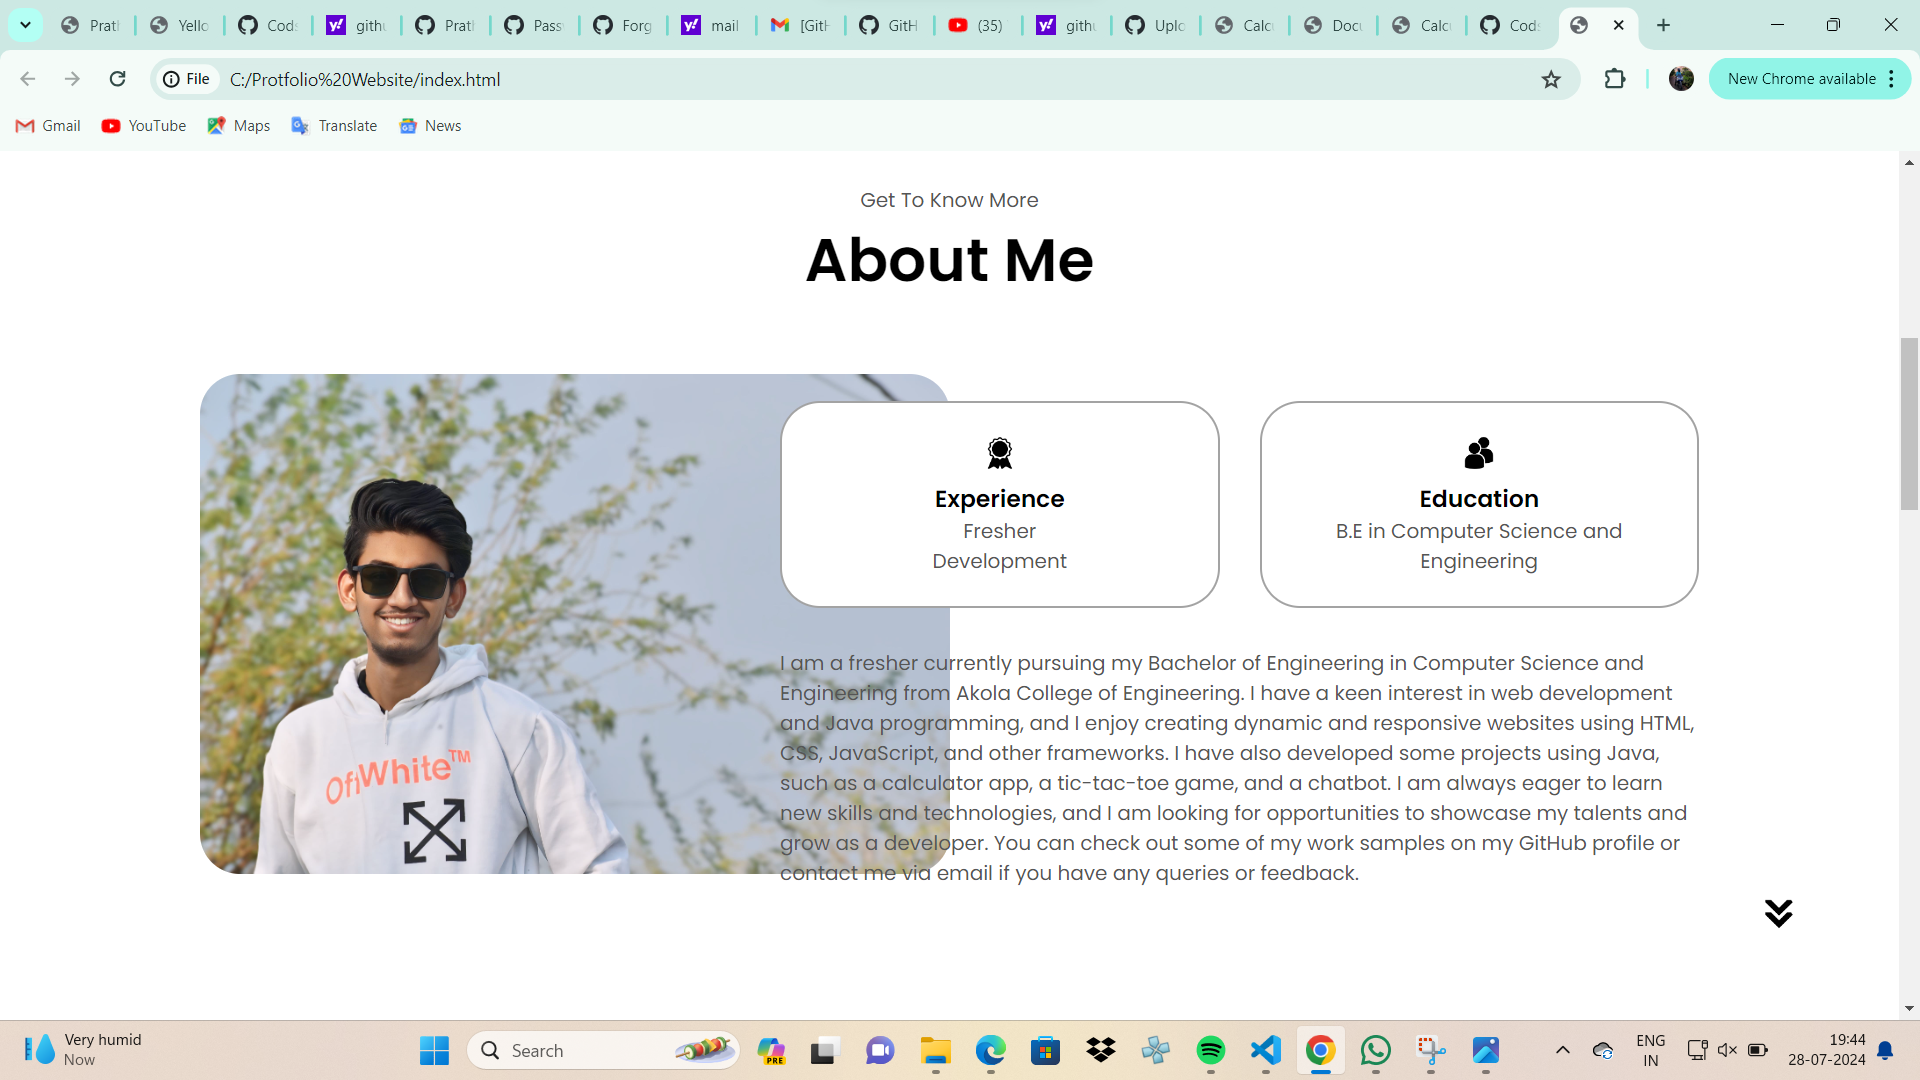 Prath
Yello
Cods
githu
Prath
Pass
Forg
mail
[GitH
GitH
(35)
githu
Uplo
Calcu
Docu
Calcu
Cods
File
C:/Protfolio%20Website/index.html
New Chrome available
Gmail
YouTube
Maps
Translate
News
Get To Know More
About Me
Experience
Fresher
Development
Education
B.E in Computer Science and
Engineering
OffWhite™
I am a fresher currently pursuing my Bachelor of Engineering in Computer Science and
Engineering from Akola College of Engineering. I have a keen interest in web development
and Java programming, and I enjoy creating dynamic and responsive websites using HTML,
CSS, JavaScript, and other frameworks. I have also developed some projects using Java,
such as a calculator app, a tic-tac-toe game, and a chatbot. I am always eager to learn
new skills and technologies, and I am looking for opportunities to showcase my talents and
grow as a developer. You can check out some of my work samples on my GitHub profile or
contact me via email if you have any queries or feedback.
Very humid
Now
Search
PRE
ENG
IN
19:44
28-07-2024